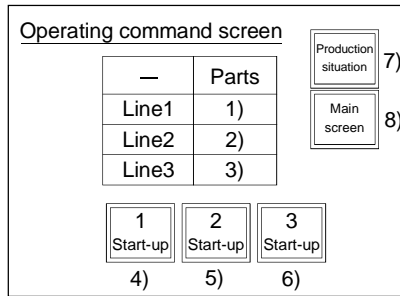 Operating command screen
— Parts
Line1 1)
Line2 2)
Line3 3)
Production
situation
7)
Main
screen
8)
1
Start-up
2
Start-up
3
Start-up
4) 5) 6)